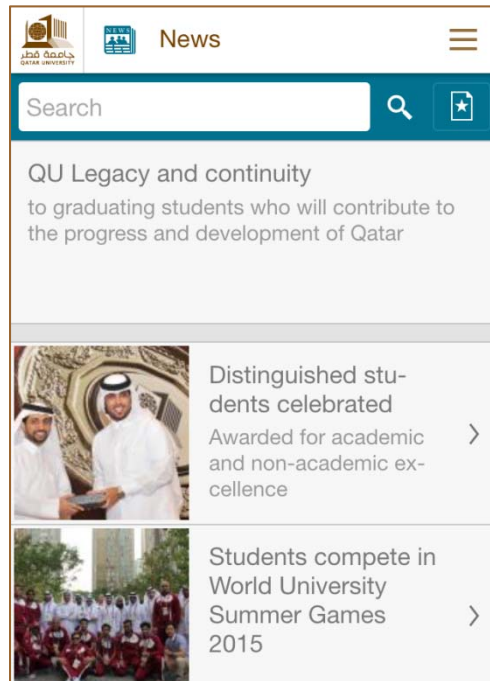 جامعة قطر
QATAR UNIVERSITY
NEWS
News
Search
QU Legacy and continuity
to graduating students who will contribute to
the progress and development of Qatar
Distinguished stu-
dents celebrated
Awarded for academic
and non-academic ex-
cellence
Students compete in
World University
Summer Games
2015